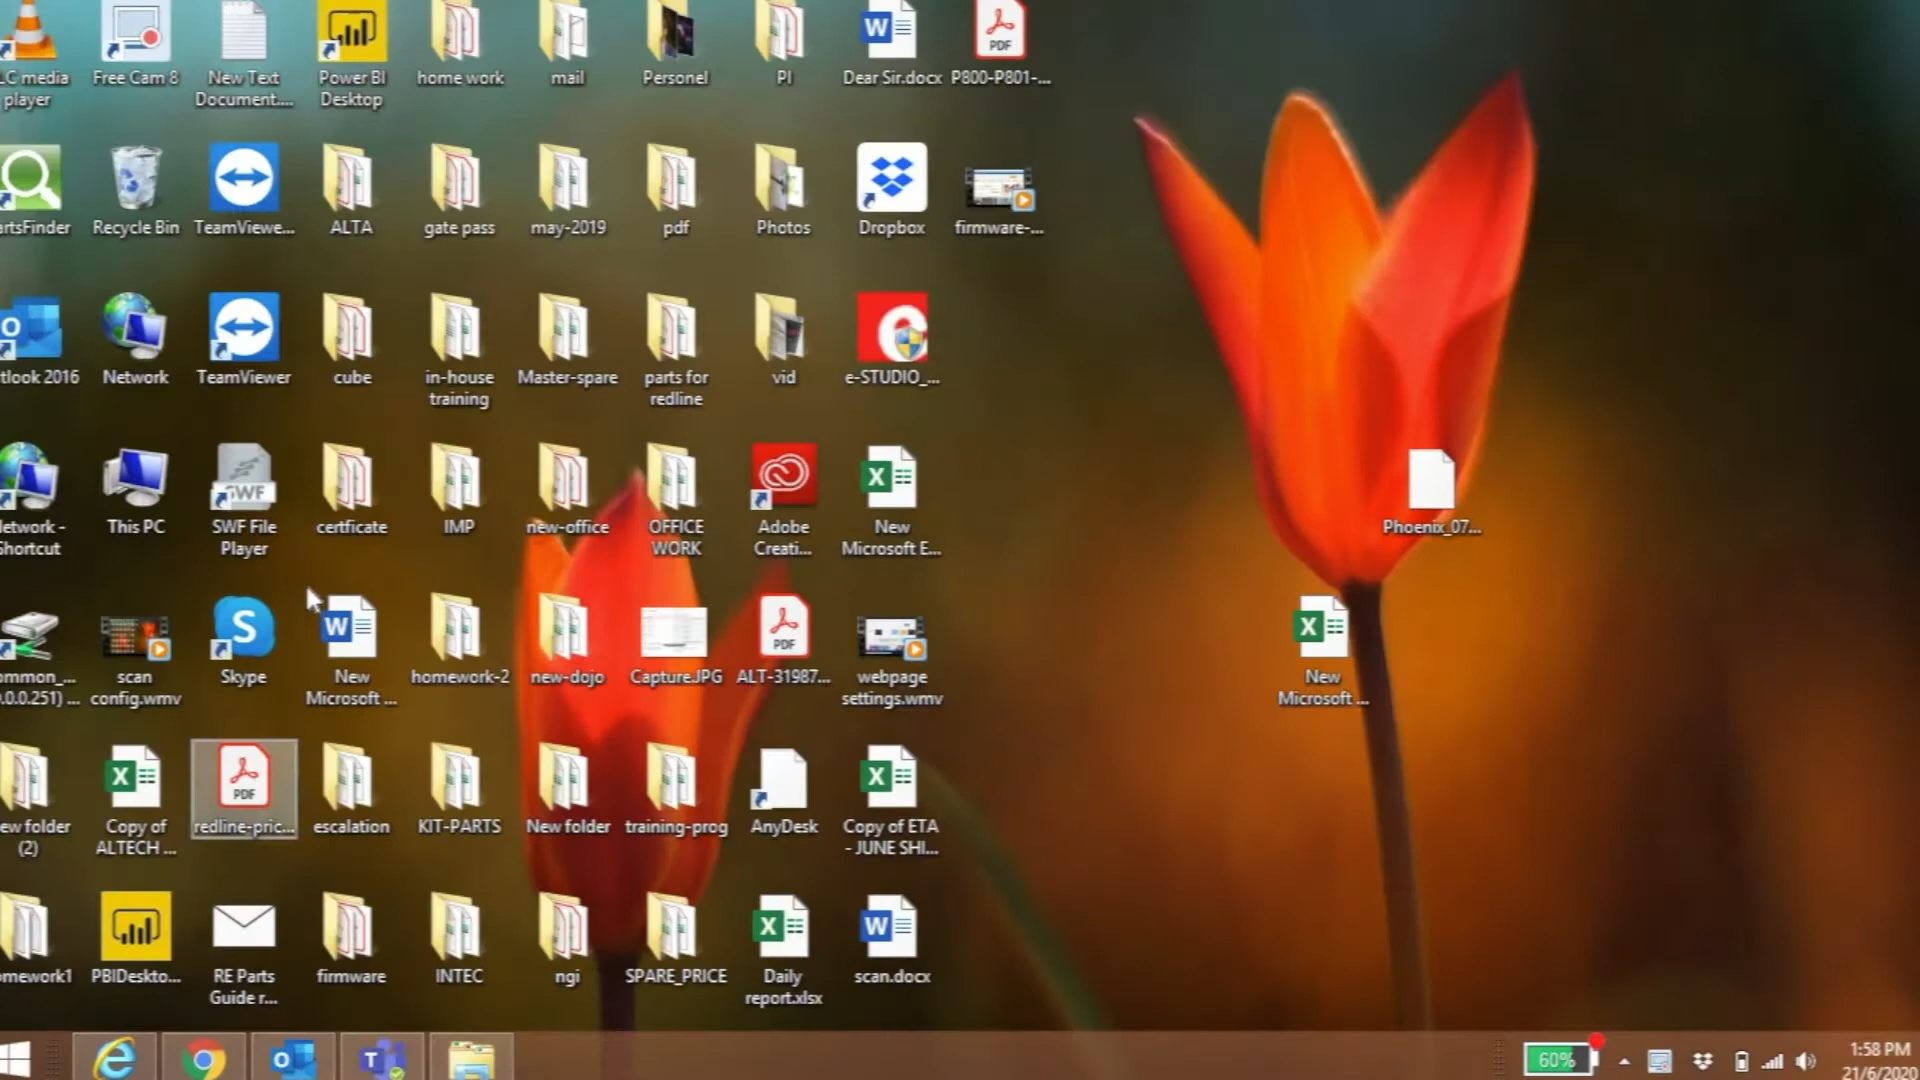 LC media player
Free Cam 8
New Text Document....
Power BI Desktop
home work
mail
Personel
PI
Dear Sir.docx
P800-P801-...
PDF
artsFinder
Recycle Bin
TeamViewe...
ALTA
gate pass
may-2019
pdf
Photos
Dropbox
firmware-...
tlook 2016
Network
TeamViewer
cube
in-house training
Master-spare
parts for redline
vid
e-STUDIO_...
Network - Shortcut
This PC
SWF
SWF File Player
certficate
IMP
new-office
OFFICE WORK
Adobe Creati...
New Microsoft E...
Phoenix_07...
ommon_... .0.0.251) ...
scan config.wmv
Skype
New Microsoft ...
homework-2
new-dojo
Capture.JPG
PDF
ALT-31987...
webpage settings.wmv
New Microsoft ...
ew folder (2)
Copy of ALTECH ...
PDF
redline-pric...
escalation
KIT-PARTS
New folder
training-prog
AnyDesk
Copy of ETA - JUNE SHI...
omework1
PBIDeskto...
RE Parts Guide r...
firmware
INTEC
ngi
SPARE_PRICE
Daily report.xlsx
scan.docx
60%
1:58 PM
21/6/2020